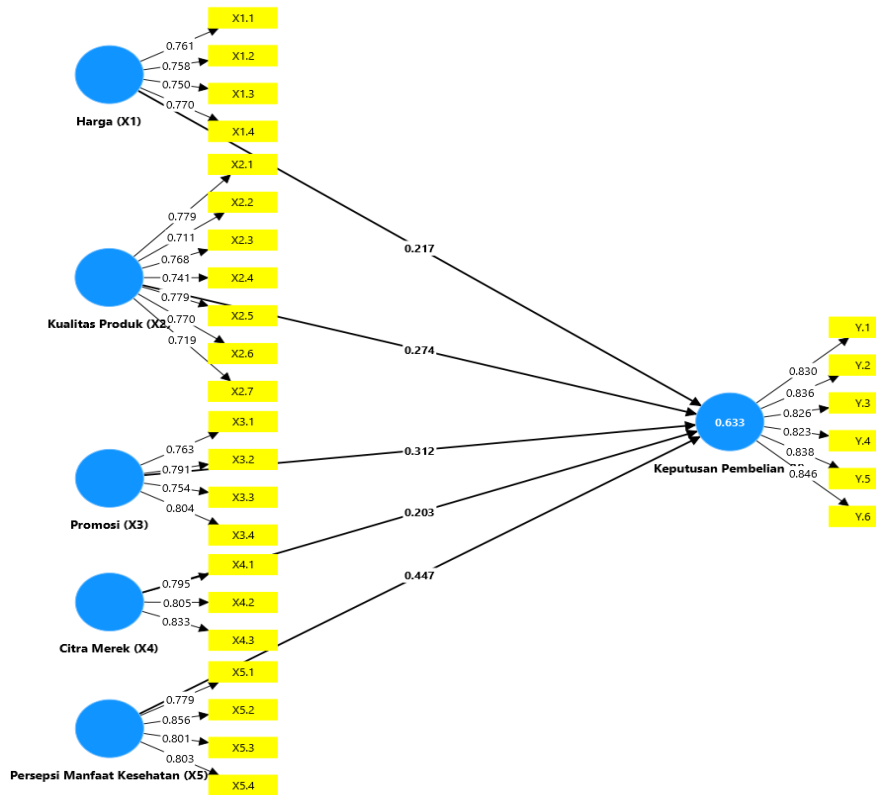 X1.1
0.761
X1.2
0.758
0.750
X1.3
0.770
Harga (X1)
X1.4
X2.1
0.779
X2.2
0.711
X2.3
0.768
0.741
X2.4
0.779
X2.5
Kualitas Produk (X2
0.770
0.719
X2.6
X2.7
X3.1
0.763
0.791
X3.2
0.754
X3.3
0.804
Promosi (X3)
X3.4
X4.1
0.795
0.805
X4.2
0.833
X4.3
Citra Merek (X4)
X5.1
0.779
0.856
X5.2
0.801
X5.3
0.803
Persepsi Manfaat Kesehatan (X5)
X5.4
0.217
0.274
0.312
0.203
0.447
0.633
Keputusan Pembelian
Y.1
0.830
Y.2
0.836
0.826
Y.3
0.823
Y.4
0.838
Y.5
0.846
Y.6